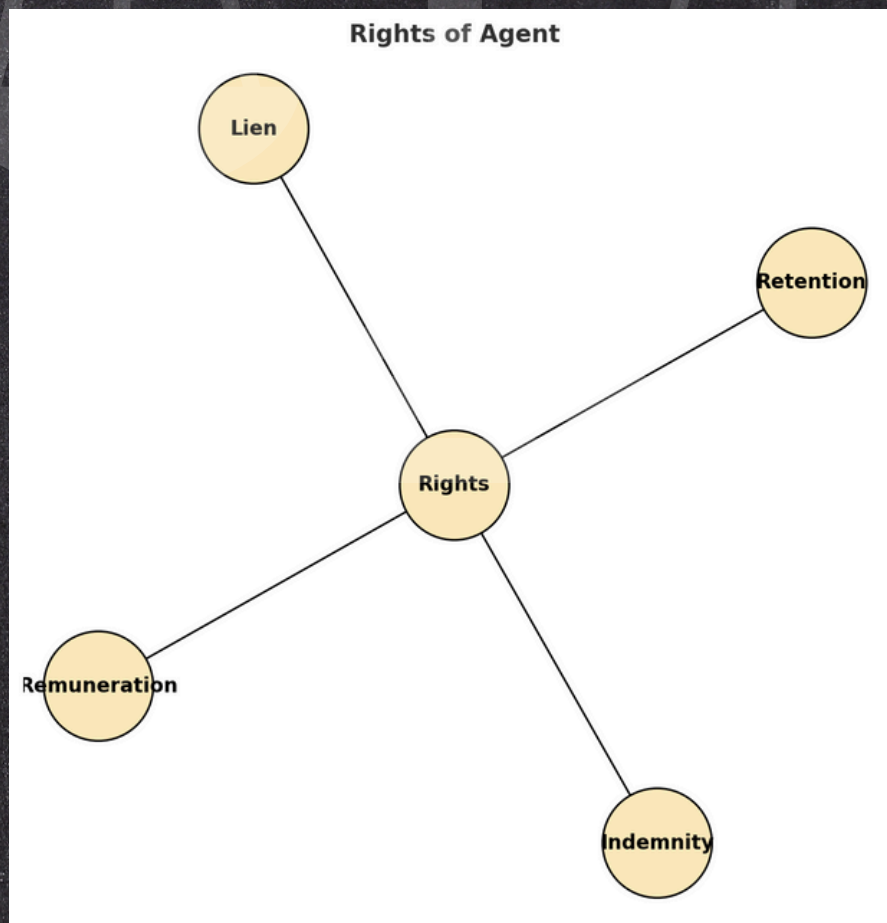 Rights of Agent
Lien
Retention
Rights
Remuneration
Indemnity